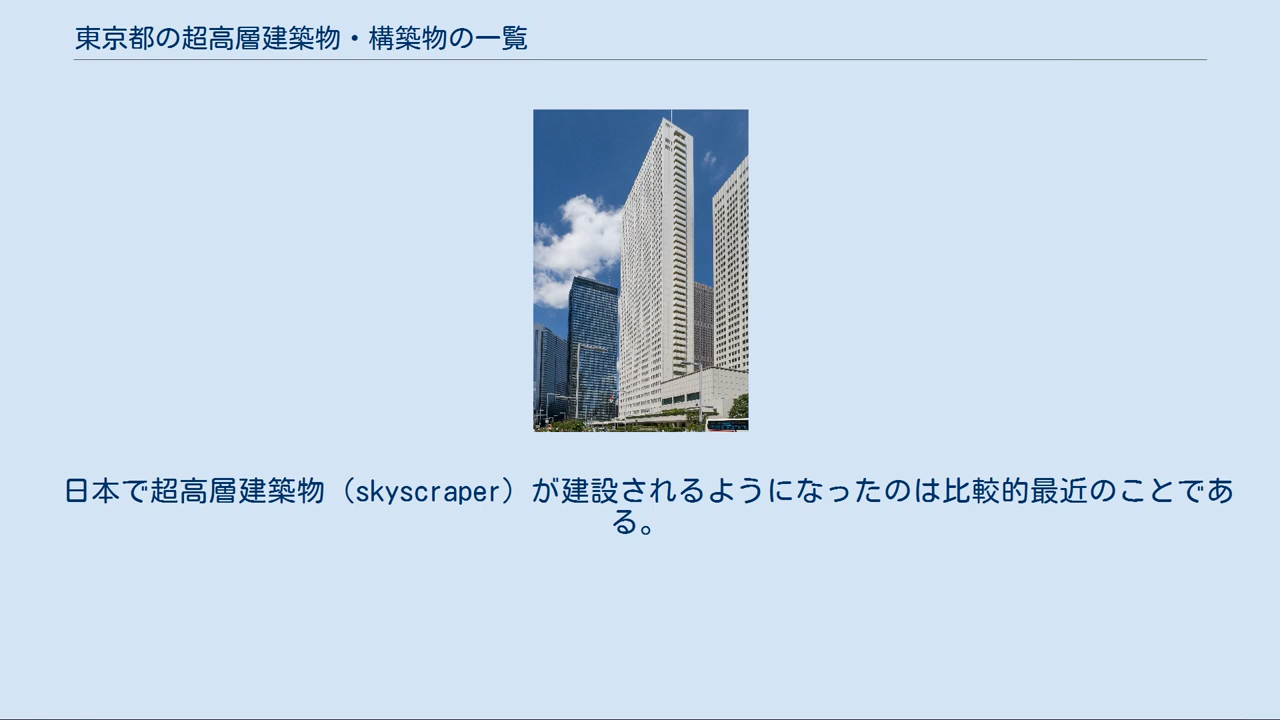 東京都の超高層建築物・構築物の一覧
日本で超高層建築物（skyscraper）が建設されるようになったのは比較的最近のことであ
る。